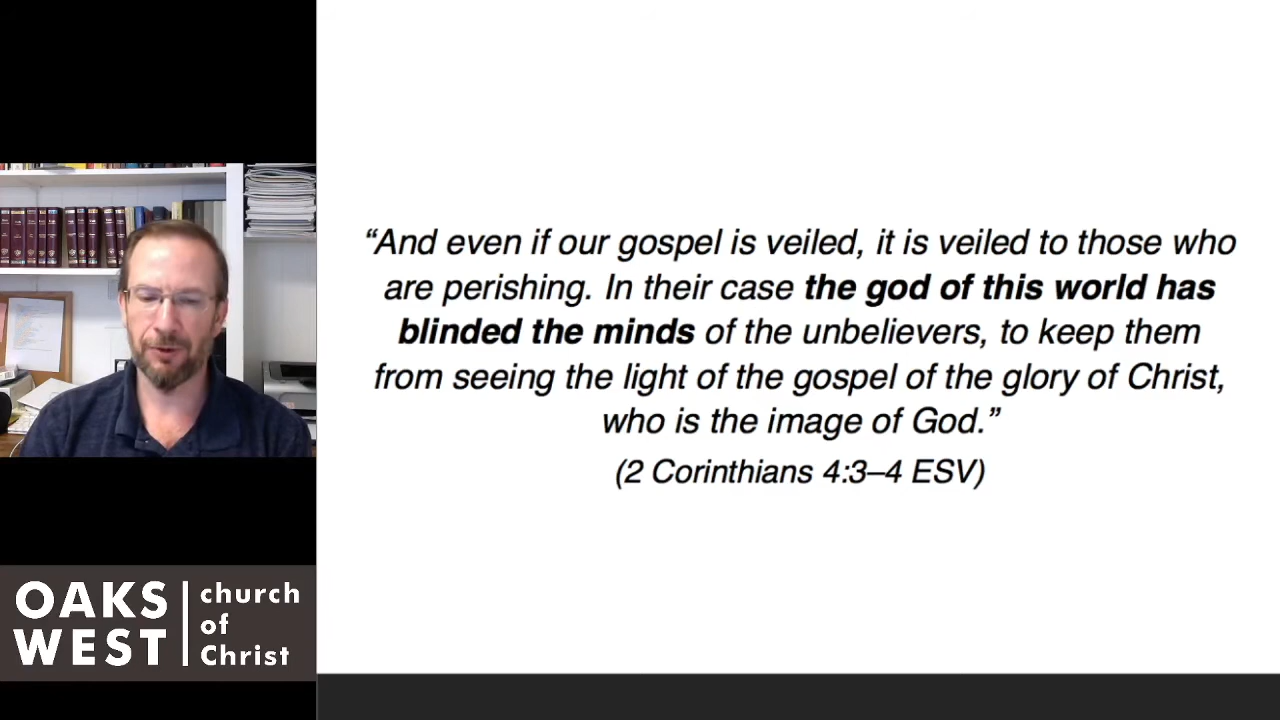 “And even if our gospel is veiled, it is veiled to those who
are perishing. In their case the god of this world has
blinded the minds of the unbelievers, to keep them
from seeing the light of the gospel of the glory of Christ,
who is the image of God.”
(2 Corinthians 4:3–4 ESV)
OAKS
WEST
church
of
Christ